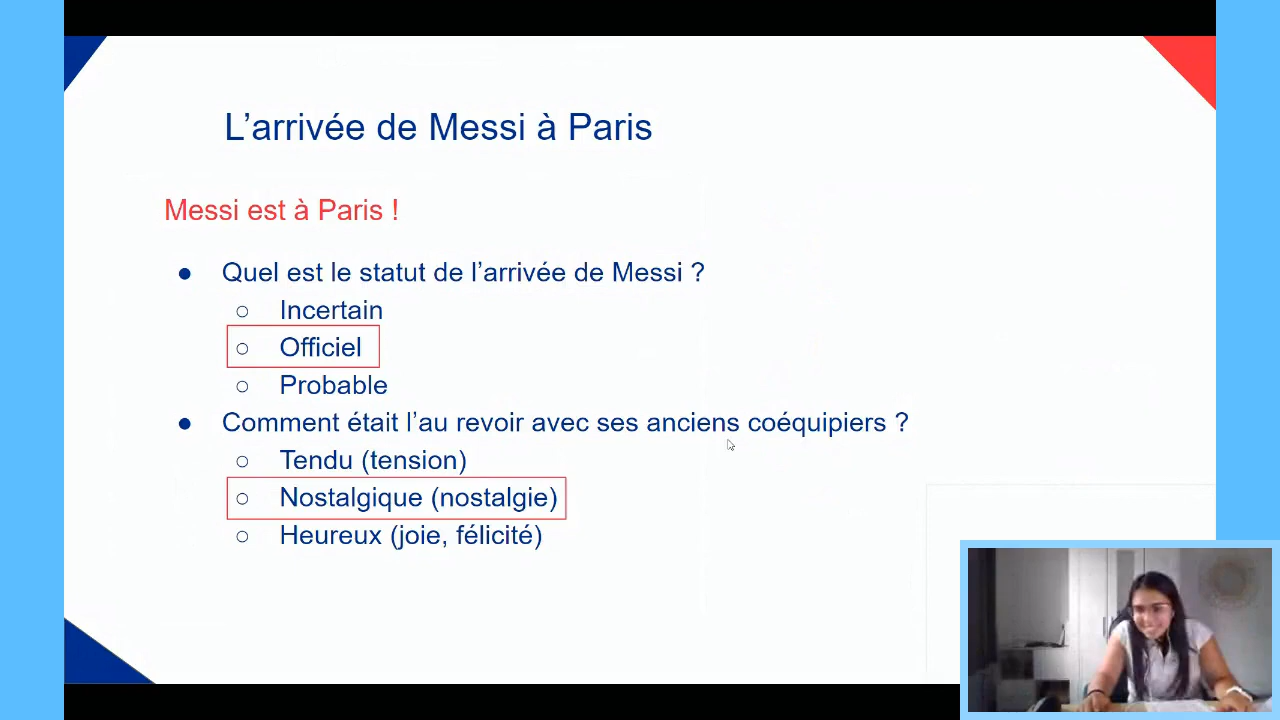 L’arrivée de Messi à Paris
Messi est à Paris !
● Quel est le statut de l’arrivée de Messi ?
○ Incertain
○ Officiel
○ Probable
● Comment était l’au revoir avec ses anciens coéquipiers ?
○ Tendu (tension)
○ Nostalgique (nostalgie)
○ Heureux (joie, félicité)